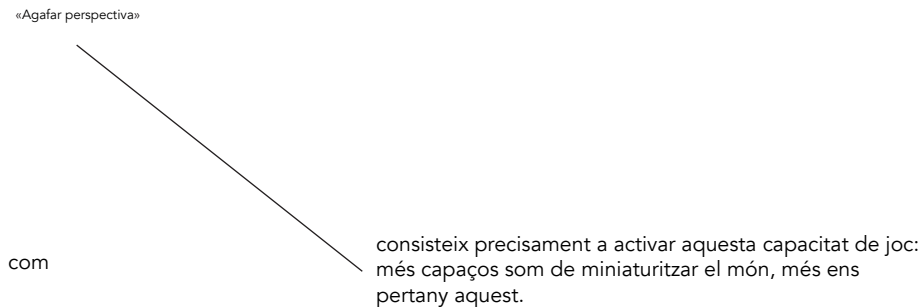 «Agafar perspectiva»
com
consisteix precisament a activar aquesta capacitat de joc:
més capaços som de miniaturitzar el món, més ens
pertany aquest.